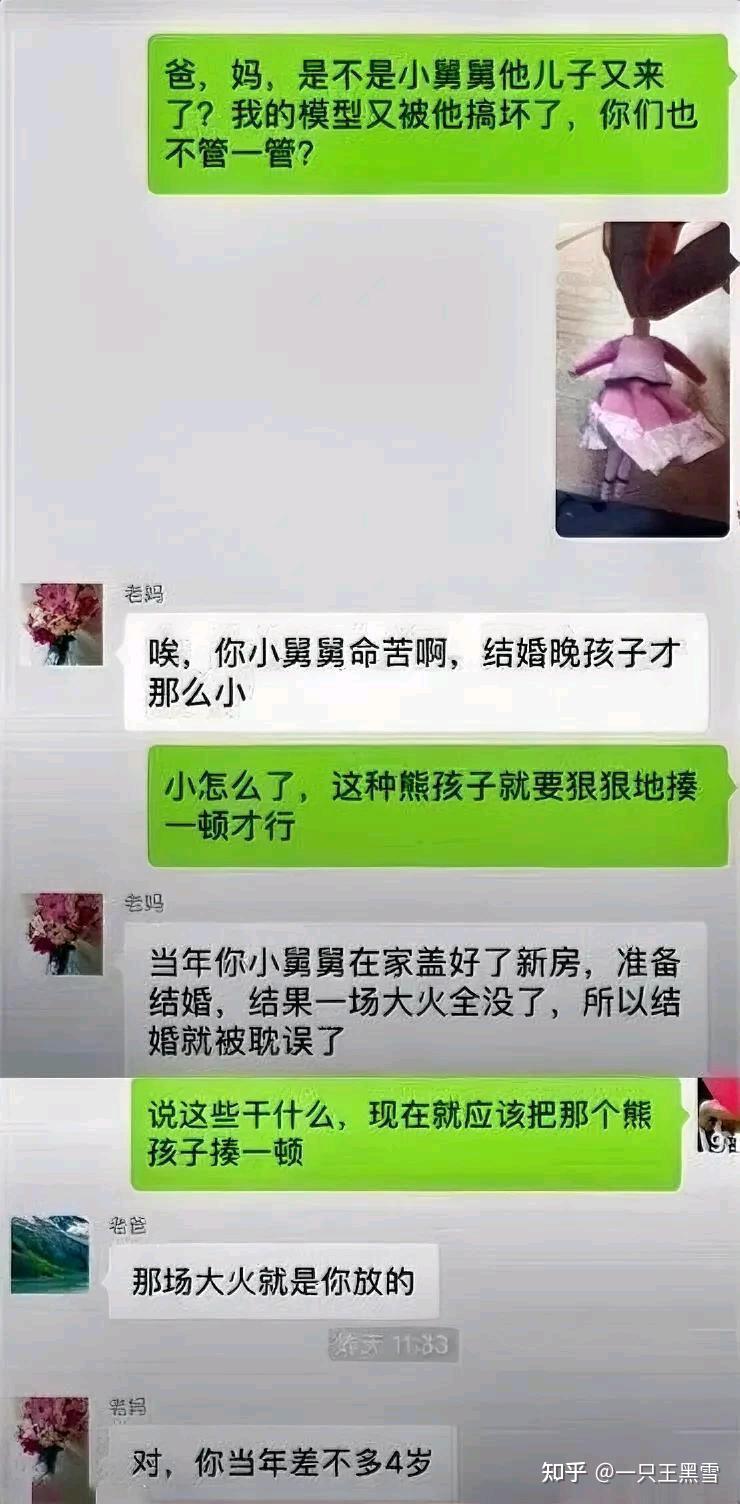 爸，妈，是不是小舅舅他儿子又来
了？我的模型又被他搞坏了，你们也
不管一管？
老妈
唉，你小舅舅命苦啊，结婚晚孩子才
那么小
小怎么了，这种熊孩子就要狠狠地揍
一顿才行
老妈
当年你小舅舅在家盖好了新房，准备
结婚，结果一场大火全没了，所以结
婚就被耽误了
说这些干什么，现在就应该把那个熊
孩子揍一顿
老爸
那场大火就是你放的
昨天
老妈
对，你当年差不多4岁
知乎 @一只王黑雪